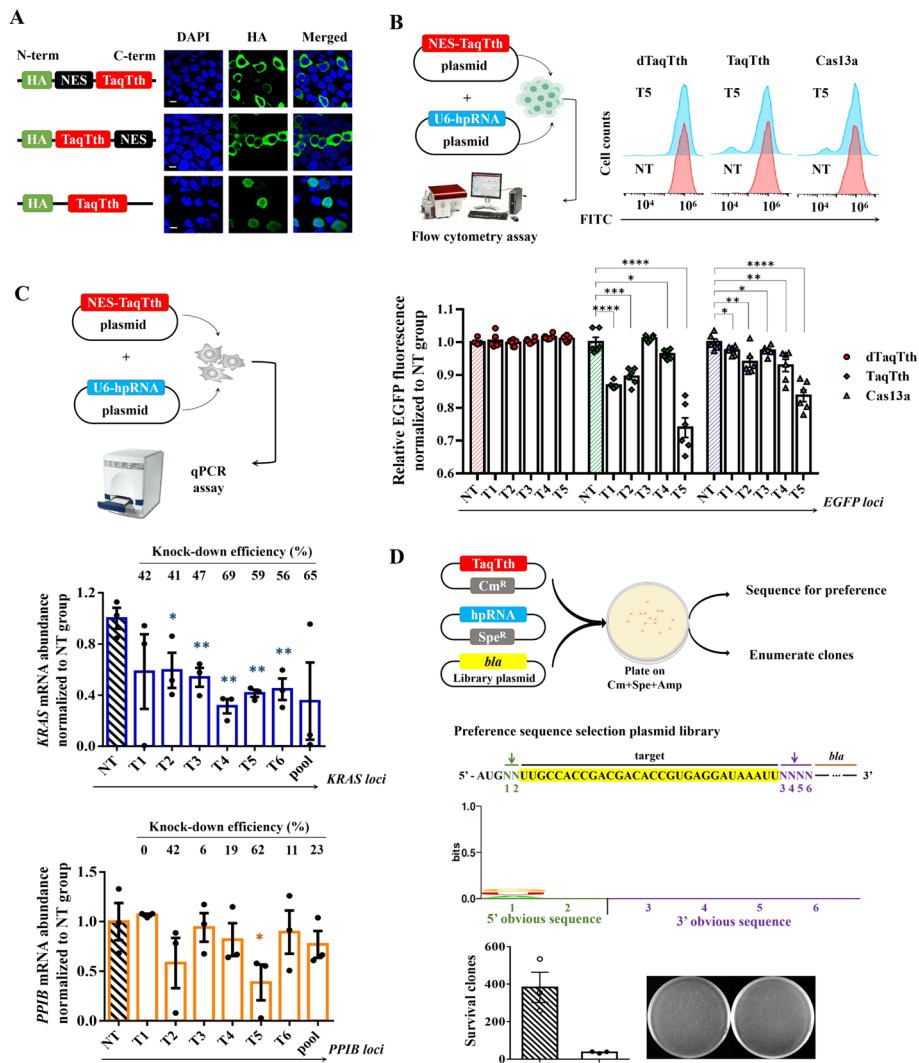 A
N-term C-term
DAPI HA Merged
HA NES TaqTth
HA TaqTth NES
HA TaqTth
B
NES-TaqTth
plasmid
+
U6-hpRNA
plasmid
Flow cytometry assay
dTaqTth TaqTth Cas13a
T5 T5 T5
NT NT NT
Cell counts
10⁴ 10⁶ 10⁴ 10⁶ 10⁴ 10⁶
FITC
Relative EGFP fluorescence
normalized to NT group
1.1
1.0
0.9
0.8
0.7
0.6
**** * *** ****
**** ** * ** *
NT T1 T2 T3 T4 T5 NT T1 T2 T3 T4 T5 NT T1 T2 T3 T4 T5
EGFP loci
dTaqTth
TaqTth
Cas13a
C
NES-TaqTth
plasmid
+
U6-hpRNA
plasmid
qPCR
assay
Knock-down efficiency (%)
42 41 47 69 59 56 65
KRAS mRNA abundance
normalized to NT group
1.2
0.8
0.4
0.0
* ** ** ** **
NT T1 T2 T3 T4 T5 T6 pool
KRAS loci
Knock-down efficiency (%)
0 42 6 19 62 11 23
PPIB mRNA abundance
normalized to NT group
1.5
1.0
0.5
0.0
*
NT T1 T2 T3 T4 T5 T6 pool
PPIB loci
D
TaqTth
Cmᴿ
hpRNA
Speᴿ
bla
Library plasmid
Plate on
Cm+Spe+Amp
Sequence for preference
Enumerate clones
Preference sequence selection plasmid library
target bla
5' - AUGNNUUGCCACCGACGACACCGUGAGGAUAAAUUNNNN ... 3'
1 2 3 4 5 6
bits
1.0
0.0
1 2 3 4 5 6
5' obvious sequence 3' obvious sequence
Survival clones
600
400
200
0